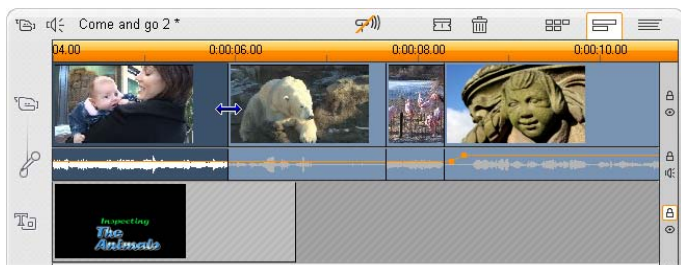 Come and go 2 *
04.00 0:00:06.00 0:00:08.00 0:00:10.00
Inspecting
The
Animals
T